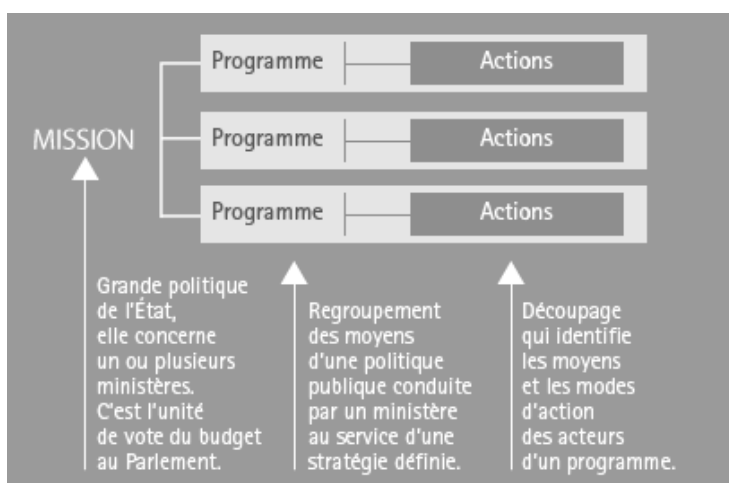 Programme Actions
MISSION Programme Actions
Programme Actions
Grande politique
de l'État,
elle concerne
un ou plusieurs
ministères.
C'est l'unité
de vote du budget
au Parlement.
Regroupement
des moyens
d'une politique
publique conduite
par un ministère
au service d'une
stratégie définie.
Découpage
qui identifie
les moyens
et les modes
d'action
des acteurs
d'un programme.